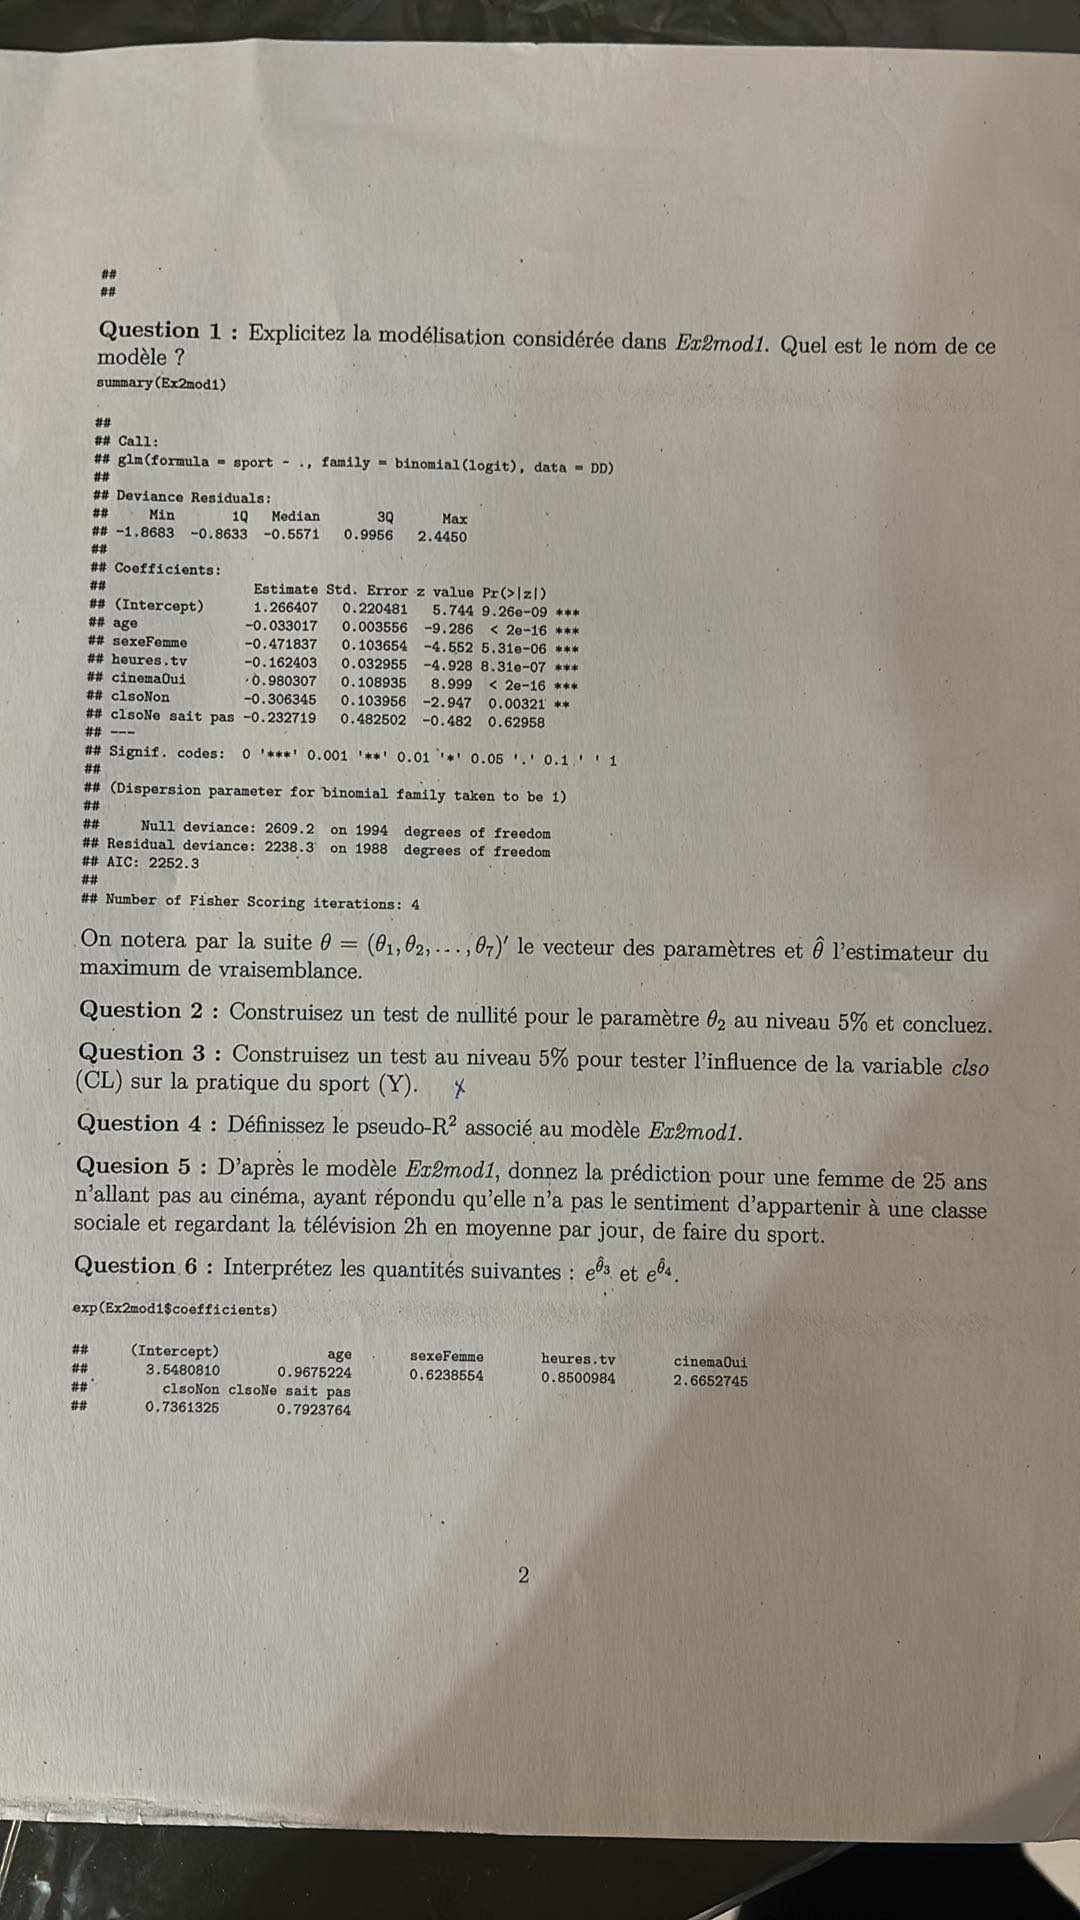 ##
##
Question 1 : Explicitez la modélisation considérée dans Ex2mod1. Quel est le nom de ce
modèle ?
summary(Ex2mod1)
##
## Call:
## glm(formula = sport ~ ., family = binomial(logit), data = DD)
##
## Deviance Residuals:
## Min 1Q Median 3Q Max
## -1.8683 -0.8633 -0.5571 0.9956 2.4450
##
## Coefficients:
## Estimate Std. Error z value Pr(>|z|)
## (Intercept) 1.266407 0.220481 5.744 9.26e-09 ***
## age -0.033017 0.003556 -9.286 < 2e-16 ***
## sexeFemme -0.471837 0.103654 -4.552 5.31e-06 ***
## heures.tv -0.162403 0.032955 -4.928 8.31e-07 ***
## cinemaOui 0.980307 0.108935 8.999 < 2e-16 ***
## clsoNon -0.306345 0.103956 -2.947 0.00321 **
## clsoNe sait pas -0.232719 0.482502 -0.482 0.62958
## ---
## Signif. codes: 0 '***' 0.001 '**' 0.01 '*' 0.05 '.' 0.1 ' ' 1
##
## (Dispersion parameter for binomial family taken to be 1)
##
## Null deviance: 2609.2 on 1994 degrees of freedom
## Residual deviance: 2238.3 on 1988 degrees of freedom
## AIC: 2252.3
##
## Number of Fisher Scoring iterations: 4
On notera par la suite θ = (θ₁, θ₂, . . . , θ₇)′ le vecteur des paramètres et θ̂ l'estimateur du
maximum de vraisemblance.
Question 2 : Construisez un test de nullité pour le paramètre θ₂ au niveau 5% et concluez.
Question 3 : Construisez un test au niveau 5% pour tester l'influence de la variable clso
(CL) sur la pratique du sport (Y). x
Question 4 : Définissez le pseudo-R² associé au modèle Ex2mod1.
Quesion 5 : D'après le modèle Ex2mod1, donnez la prédiction pour une femme de 25 ans
n'allant pas au cinéma, ayant répondu qu'elle n'a pas le sentiment d'appartenir à une classe
sociale et regardant la télévision 2h en moyenne par jour, de faire du sport.
Question 6 : Interprétez les quantités suivantes : e^θ̂₃ et e^θ̂₄.
exp(Ex2mod1$coefficients)
## (Intercept) age sexeFemme heures.tv cinemaOui
## 3.5480810 0.9675224 0.6238554 0.8500984 2.6652745
## clsoNon clsoNe sait pas
## 0.7361325 0.7923764
2